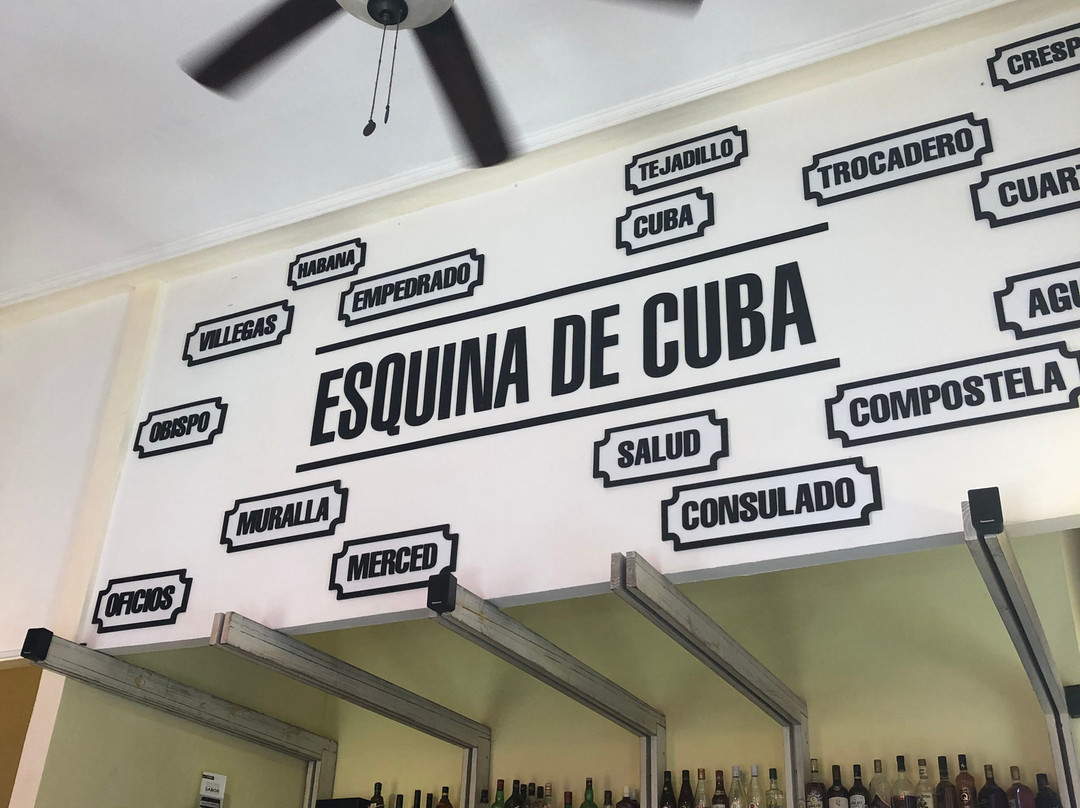 CRESP
TEJADILLO
TROCADERO
CUBA
CUART
HABANA
EMPEDRADO
VILLEGAS
AGU
ESQUINA DE CUBA
COMPOSTELA
OBISPO
SALUD
CONSULADO
MURALLA
MERCED
OFICIOS
SABOR